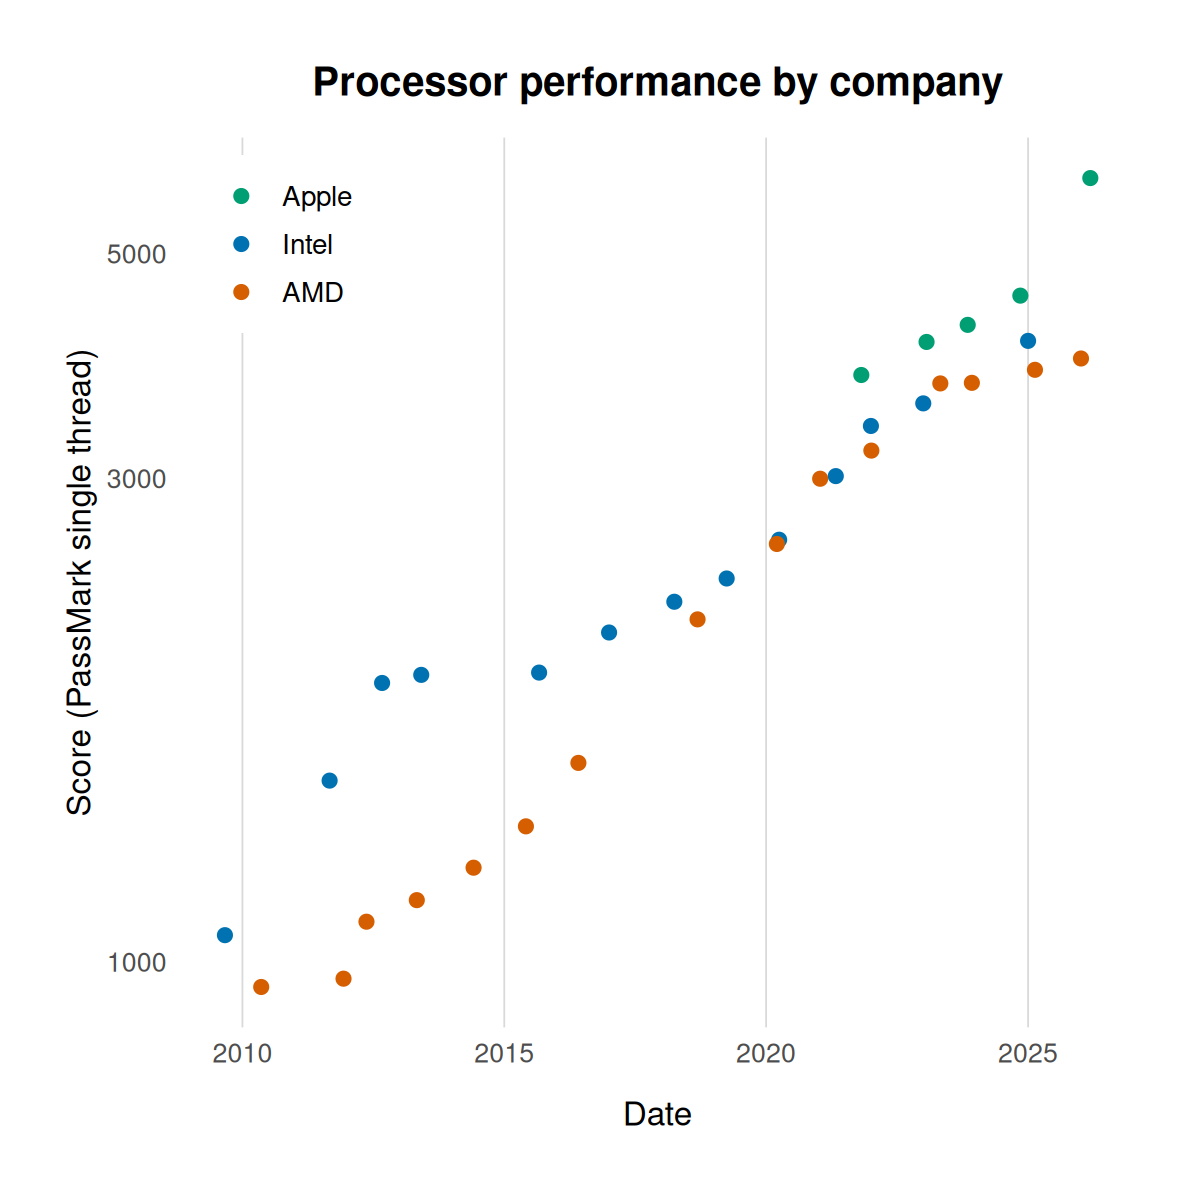 Processor performance by company
Apple
Intel
AMD
5000
3000
1000
Score (PassMark single thread)
2010
2015
2020
2025
Date